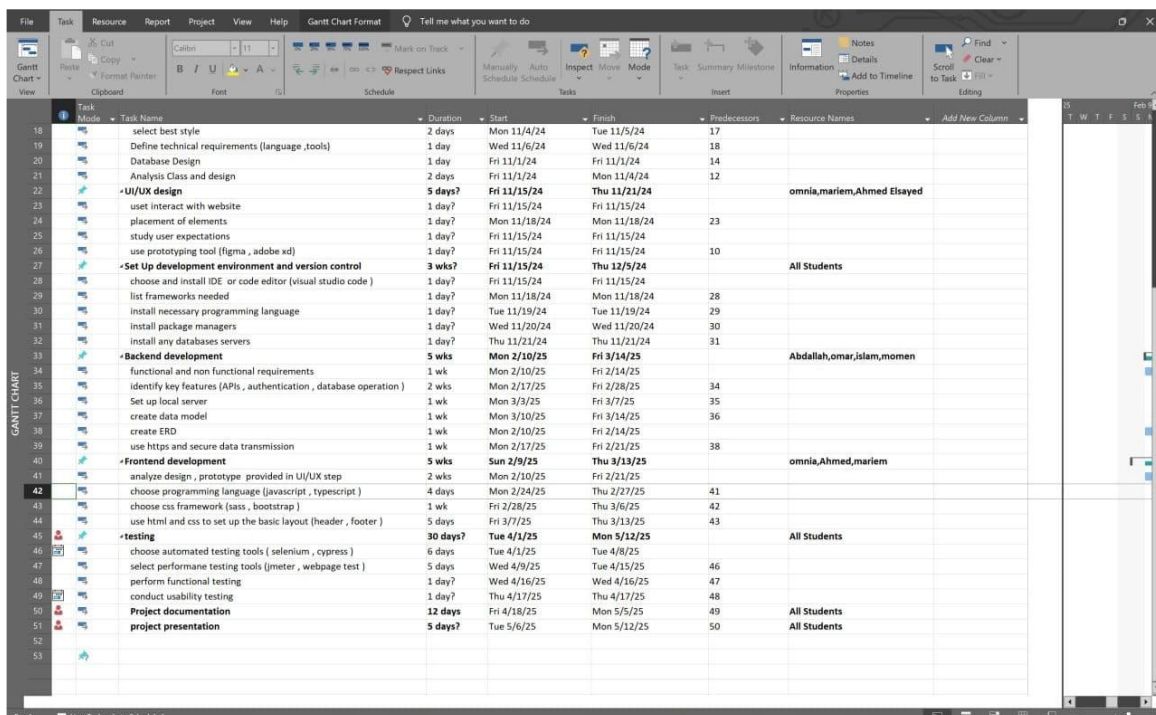 File Task Resource Report Project View Help Gantt Chart Format Tell me what you want to do
Gantt Chart
Paste
Cut
Copy
Format Painter
Calibri 11
B I U A
Mark on Track
Respect Links
Manually Schedule
Auto Schedule
Inspect
Move
Mode
Task
Summary
Milestone
Information
Notes
Details
Add to Timeline
Scroll to Task
Find
Clear
Fill
View Clipboard Font Schedule Tasks Insert Properties Editing
Task Mode Task Name Duration Start Finish Predecessors Resource Names Add New Column
25 Feb 9
T W T F S S
18 select best style 2 days Mon 11/4/24 Tue 11/5/24 17
19 Define technical requirements (language ,tools) 1 day Wed 11/6/24 Wed 11/6/24 18
20 Database Design 1 day Fri 11/1/24 Fri 11/1/24 14
21 Analysis Class and design 2 days Fri 11/1/24 Mon 11/4/24 12
22 UI/UX design 5 days? Fri 11/15/24 Thu 11/21/24 omnia,mariem,Ahmed Elsayed
23 uset interact with website 1 day? Fri 11/15/24 Fri 11/15/24
24 placement of elements 1 day? Mon 11/18/24 Mon 11/18/24 23
25 study user expectations 1 day? Fri 11/15/24 Fri 11/15/24
26 use prototyping tool (figma , adobe xd) 1 day? Fri 11/15/24 Fri 11/15/24 10
27 Set Up development environment and version control 3 wks? Fri 11/15/24 Thu 12/5/24 All Students
28 choose and install IDE or code editor (visual studio code ) 1 day? Fri 11/15/24 Fri 11/15/24
29 list frameworks needed 1 day? Mon 11/18/24 Mon 11/18/24 28
30 install necessary programming language 1 day? Tue 11/19/24 Tue 11/19/24 29
31 install package managers 1 day? Wed 11/20/24 Wed 11/20/24 30
32 install any databases servers 1 day? Thu 11/21/24 Thu 11/21/24 31
33 Backend development 5 wks Mon 2/10/25 Fri 3/14/25 Abdallah,omar,islam,momen
34 functional and non functional requirements 1 wk Mon 2/10/25 Fri 2/14/25
35 identify key features (APIs , authentication , database operation ) 2 wks Mon 2/17/25 Fri 2/28/25 34
36 Set up local server 1 wk Mon 3/3/25 Fri 3/7/25 35
37 create data model 1 wk Mon 3/10/25 Fri 3/14/25 36
38 create ERD 1 wk Mon 2/10/25 Fri 2/14/25
39 use https and secure data transmission 1 wk Mon 2/17/25 Fri 2/21/25 38
40 Frontend development 5 wks Sun 2/9/25 Thu 3/13/25 omnia,Ahmed,mariem
41 analyze design , prototype provided in UI/UX step 2 wks Mon 2/10/25 Fri 2/21/25
42 choose programming language (javascript , typescript ) 4 days Mon 2/24/25 Thu 2/27/25 41
43 choose css framework (sass , bootstrap ) 1 wk Fri 2/28/25 Thu 3/6/25 42
44 use html and css to set up the basic layout (header , footer ) 5 days Fri 3/7/25 Thu 3/13/25 43
45 testing 30 days? Tue 4/1/25 Mon 5/12/25 All Students
46 choose automated testing tools ( selenium , cypress ) 6 days Tue 4/1/25 Tue 4/8/25
47 select performane testing tools (jmeter , webpage test ) 5 days Wed 4/9/25 Tue 4/15/25 46
48 perform functional testing 1 day? Wed 4/16/25 Wed 4/16/25 47
49 conduct usability testing 1 day? Thu 4/17/25 Thu 4/17/25 48
50 Project documentation 12 days Fri 4/18/25 Mon 5/5/25 49 All Students
51 project presentation 5 days? Tue 5/6/25 Mon 5/12/25 50 All Students
52
53
GANTT CHART